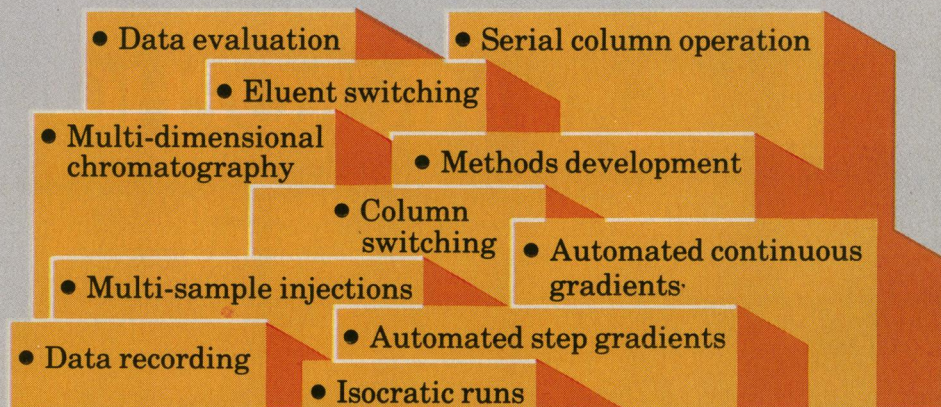 • Data evaluation
• Serial column operation
• Eluent switching
• Multi-dimensional
chromatography
• Methods development
• Column
switching
• Automated continuous
gradients
• Multi-sample injections
• Automated step gradients
• Data recording
• Isocratic runs